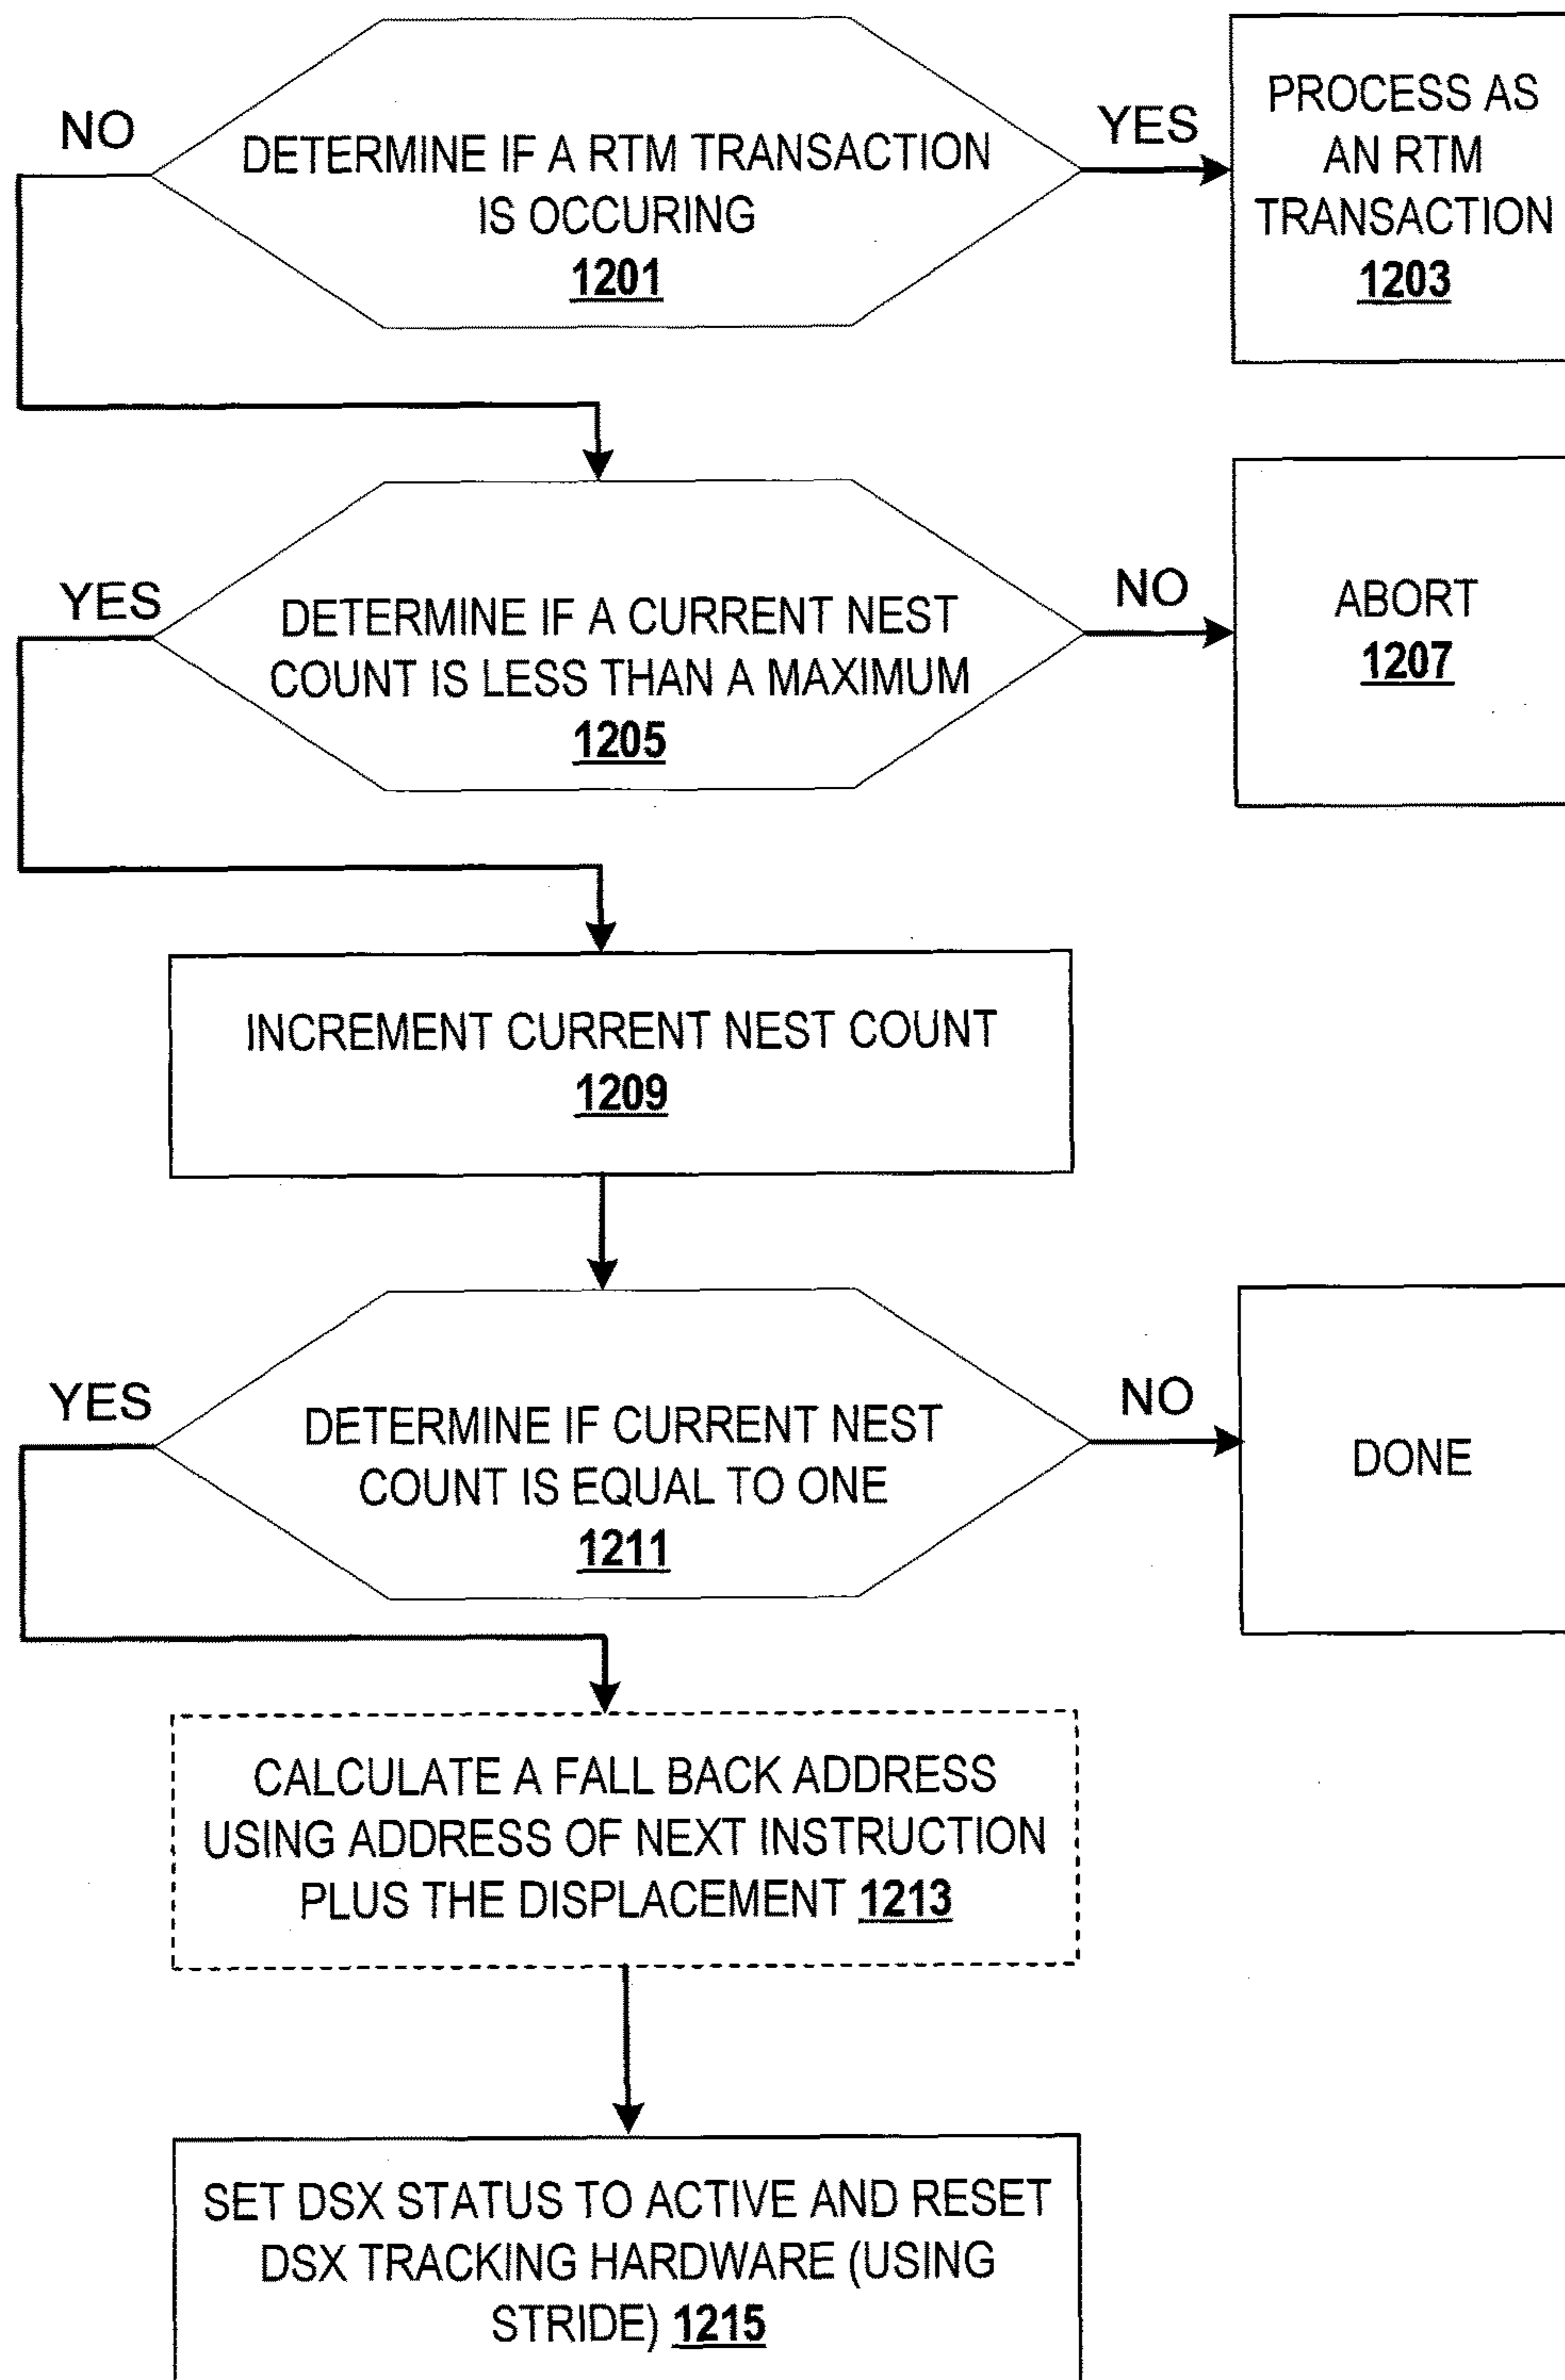 NO
DETERMINE IF A RTM TRANSACTION
IS OCCURING
1201
YES
PROCESS AS
AN RTM
TRANSACTION
1203
YES
DETERMINE IF A CURRENT NEST
COUNT IS LESS THAN A MAXIMUM
1205
NO
ABORT
1207
INCREMENT CURRENT NEST COUNT
1209
YES
DETERMINE IF CURRENT NEST
COUNT IS EQUAL TO ONE
1211
NO
DONE
CALCULATE A FALL BACK ADDRESS
USING ADDRESS OF NEXT INSTRUCTION
PLUS THE DISPLACEMENT 1213
SET DSX STATUS TO ACTIVE AND RESET
DSX TRACKING HARDWARE (USING
STRIDE) 1215